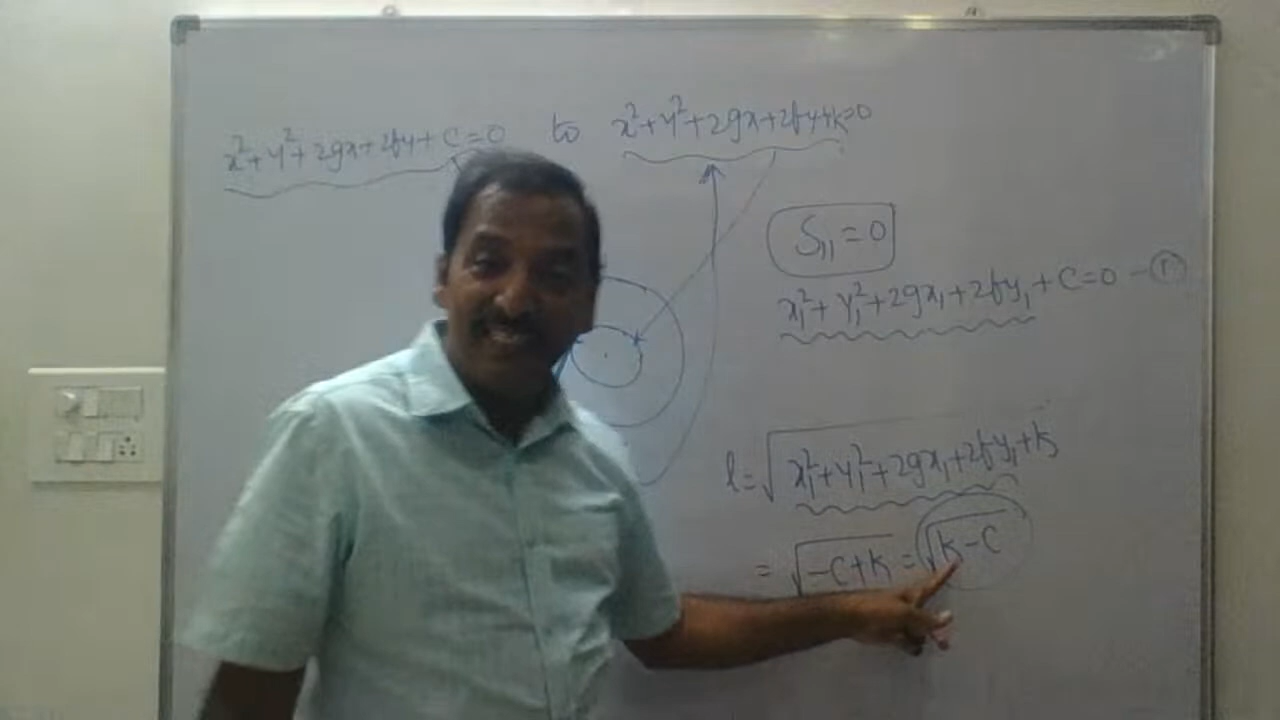 x²+y²+2gx+2fy+C=0 to x²+y²+2gx+2fy+k=0
S₁₁=0
x₁²+y₁²+2gx₁+2fy₁+C=0 - ①
l=√x₁²+y₁²+2gx₁+2fy₁+k
=√-C+k=√k-C